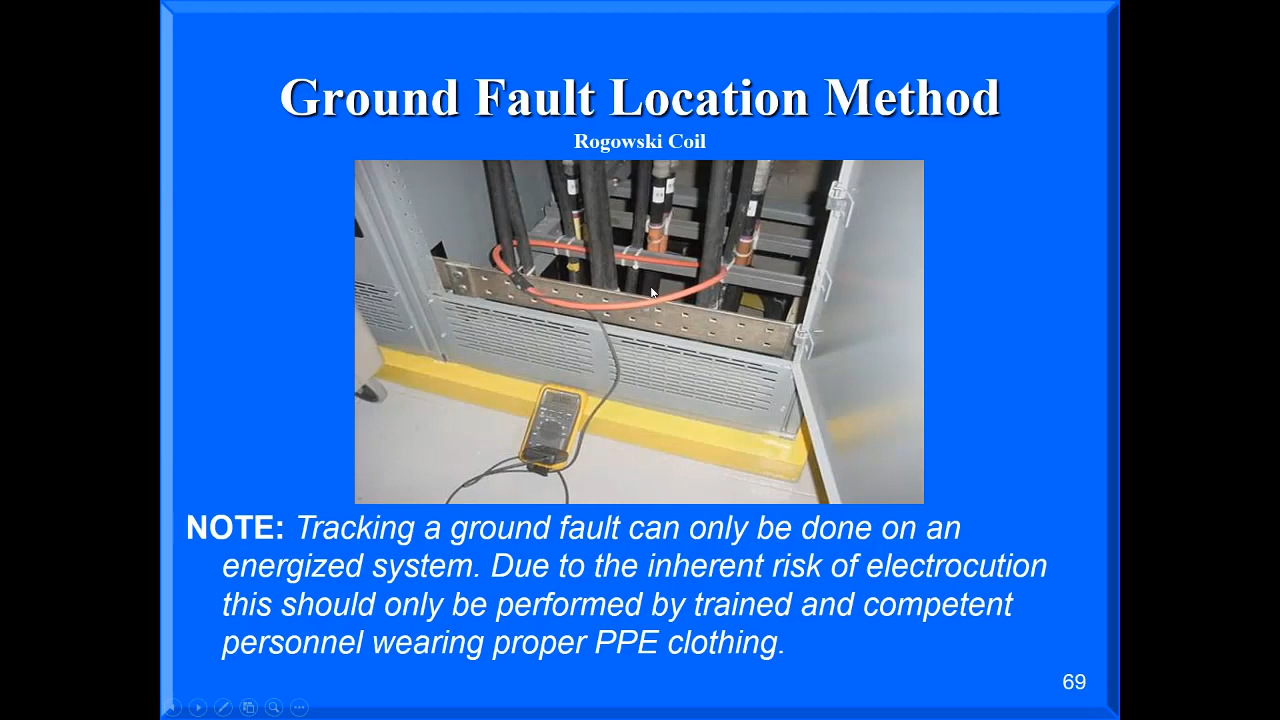 Ground Fault Location Method
Rogowski Coil
NOTE: Tracking a ground fault can only be done on an
energized system. Due to the inherent risk of electrocution
this should only be performed by trained and competent
personnel wearing proper PPE clothing.
69